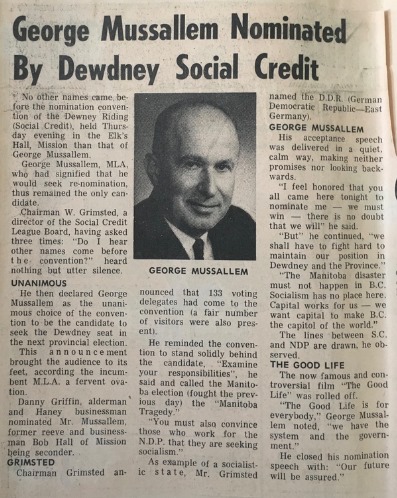 George Mussallem Nominated
By Dewdney Social Credit
No other names came be-
fore the nomination conven-
tion of the Dewney Riding
(Social Credit), held Thurs-
day evening in the Elk's
Hall, Mission than that of
George Mussallem.
George Mussallem, MLA,
who had signified that he
would seek re-nomination,
thus remained the only can-
didate.
Chairman W. Grimsted, a
director of the Social Credit
League Board, having asked
three times: "Do I hear
other names come before
the convention?" heard
nothing but utter silence.
UNANIMOUS
He then declared George
Mussallem as the unani-
mous choice of the conven-
tion to be the candidate to
seek the Dewdney seat in
the next provincial election.
This announcement
brought the audience to its
feet, according the incum-
bent M.L.A. a fervent ova-
tion.
Danny Griffin, alderman
and Haney businessman
nominated Mr. Mussallem,
former reeve and business-
man Bob Hall of Mission
being seconder.
GRIMSTED
Chairman Grimsted an-
GEORGE MUSSALLEM
nounced that 133 voting
delegates had come to the
convention (a fair number
of visitors were also pres-
ent).
He reminded the conven-
tion to stand solidly behind
the candidate, "Examine
your responsibilities", he
said and called the Manito-
ba election (fought the pre-
vious day) the "Manitoba
Tragedy."
"You must also convince
those who work for the
N.D.P. that they are seeking
socialism."
As example of a socialist-
ic state, Mr. Grimsted
named the D.D.R. (German
Democratic Republic—East
Germany).
GEORGE MUSSALLEM
His acceptance speech
was delivered in a quiet,
calm way, making neither
promises nor looking back-
wards.
"I feel honored that you
all came here tonight to
nominate me — we must
win — there is no doubt
that we will" he said.
"But" he continued, "we
shall have to fight hard to
maintain our position in
Dewdney and the Province."
"The Manitoba disaster
must not happen in B.C.
Socialism has no place here.
Capital works for us — we
want capital to make B.C.
the capitol of the world."
The lines between S.C.
and NDP are drawn, he ob-
served.
THE GOOD LIFE
The now famous and con-
troversial film "The Good
Life" was rolled off.
"The Good Life is for
everybody," George Mussal-
lem noted, "we have the
system and the govern-
ment."
He closed his nomination
speech with: "Our future
will be assured."